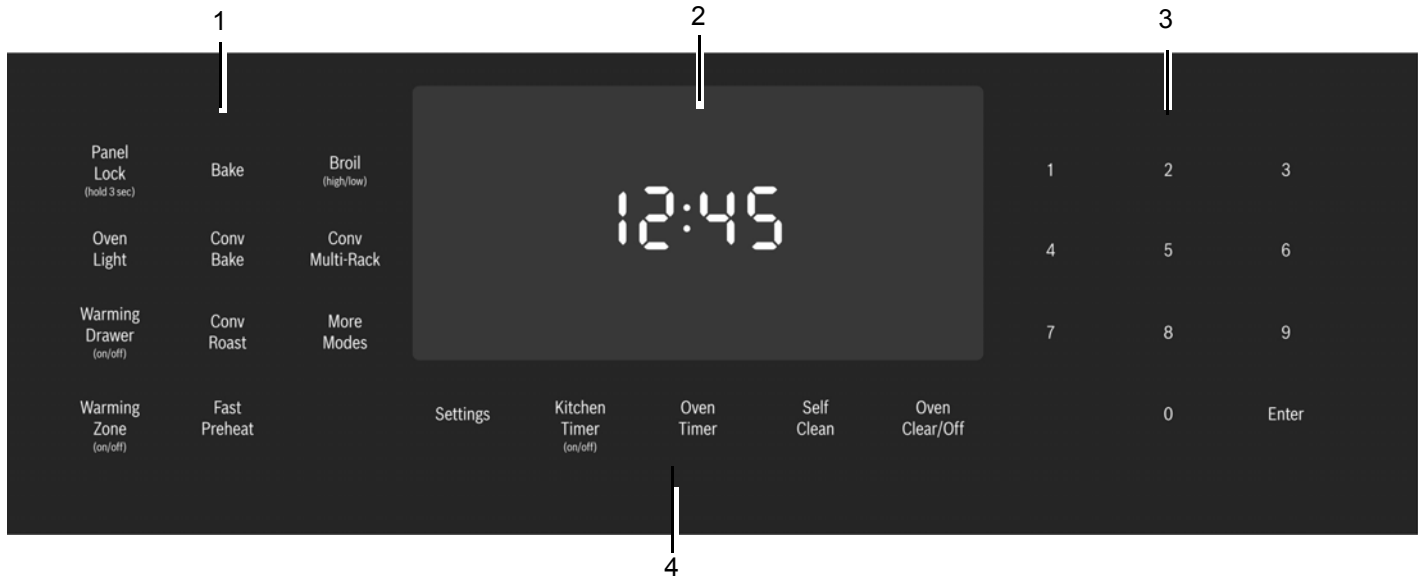 1
2
3
Panel
Lock
(hold 3 sec)
Bake
Broil
(high/low)
Oven
Light
Conv
Bake
Conv
Multi-Rack
Warming
Drawer
(on/off)
Conv
Roast
More
Modes
Warming
Zone
(on/off)
Fast
Preheat
12:45
Settings
Kitchen
Timer
(on/off)
Oven
Timer
Self
Clean
Oven
Clear/Off
1
2
3
4
5
6
7
8
9
0
Enter
4